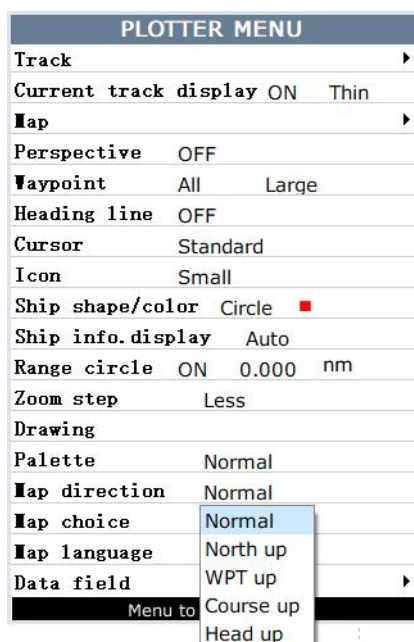 PLOTTER MENU
Track
Current track display ON Thin
Map
Perspective OFF
Waypoint All Large
Heading line OFF
Cursor Standard
Icon Small
Ship shape/color Circle
Ship info.display Auto
Range circle ON 0.000 nm
Zoom step Less
Drawing
Palette Normal
Map direction Normal
Map choice Normal
Map language North up
Data field WPT up
Menu to Course up
Head up